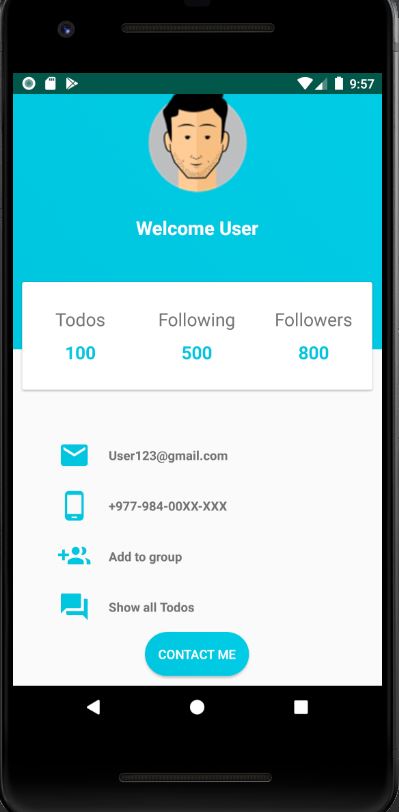 9:57
Welcome User
Todos Following Followers
100 500 800
User123@gmail.com
+977-984-00XX-XXX
Add to group
Show all Todos
CONTACT ME